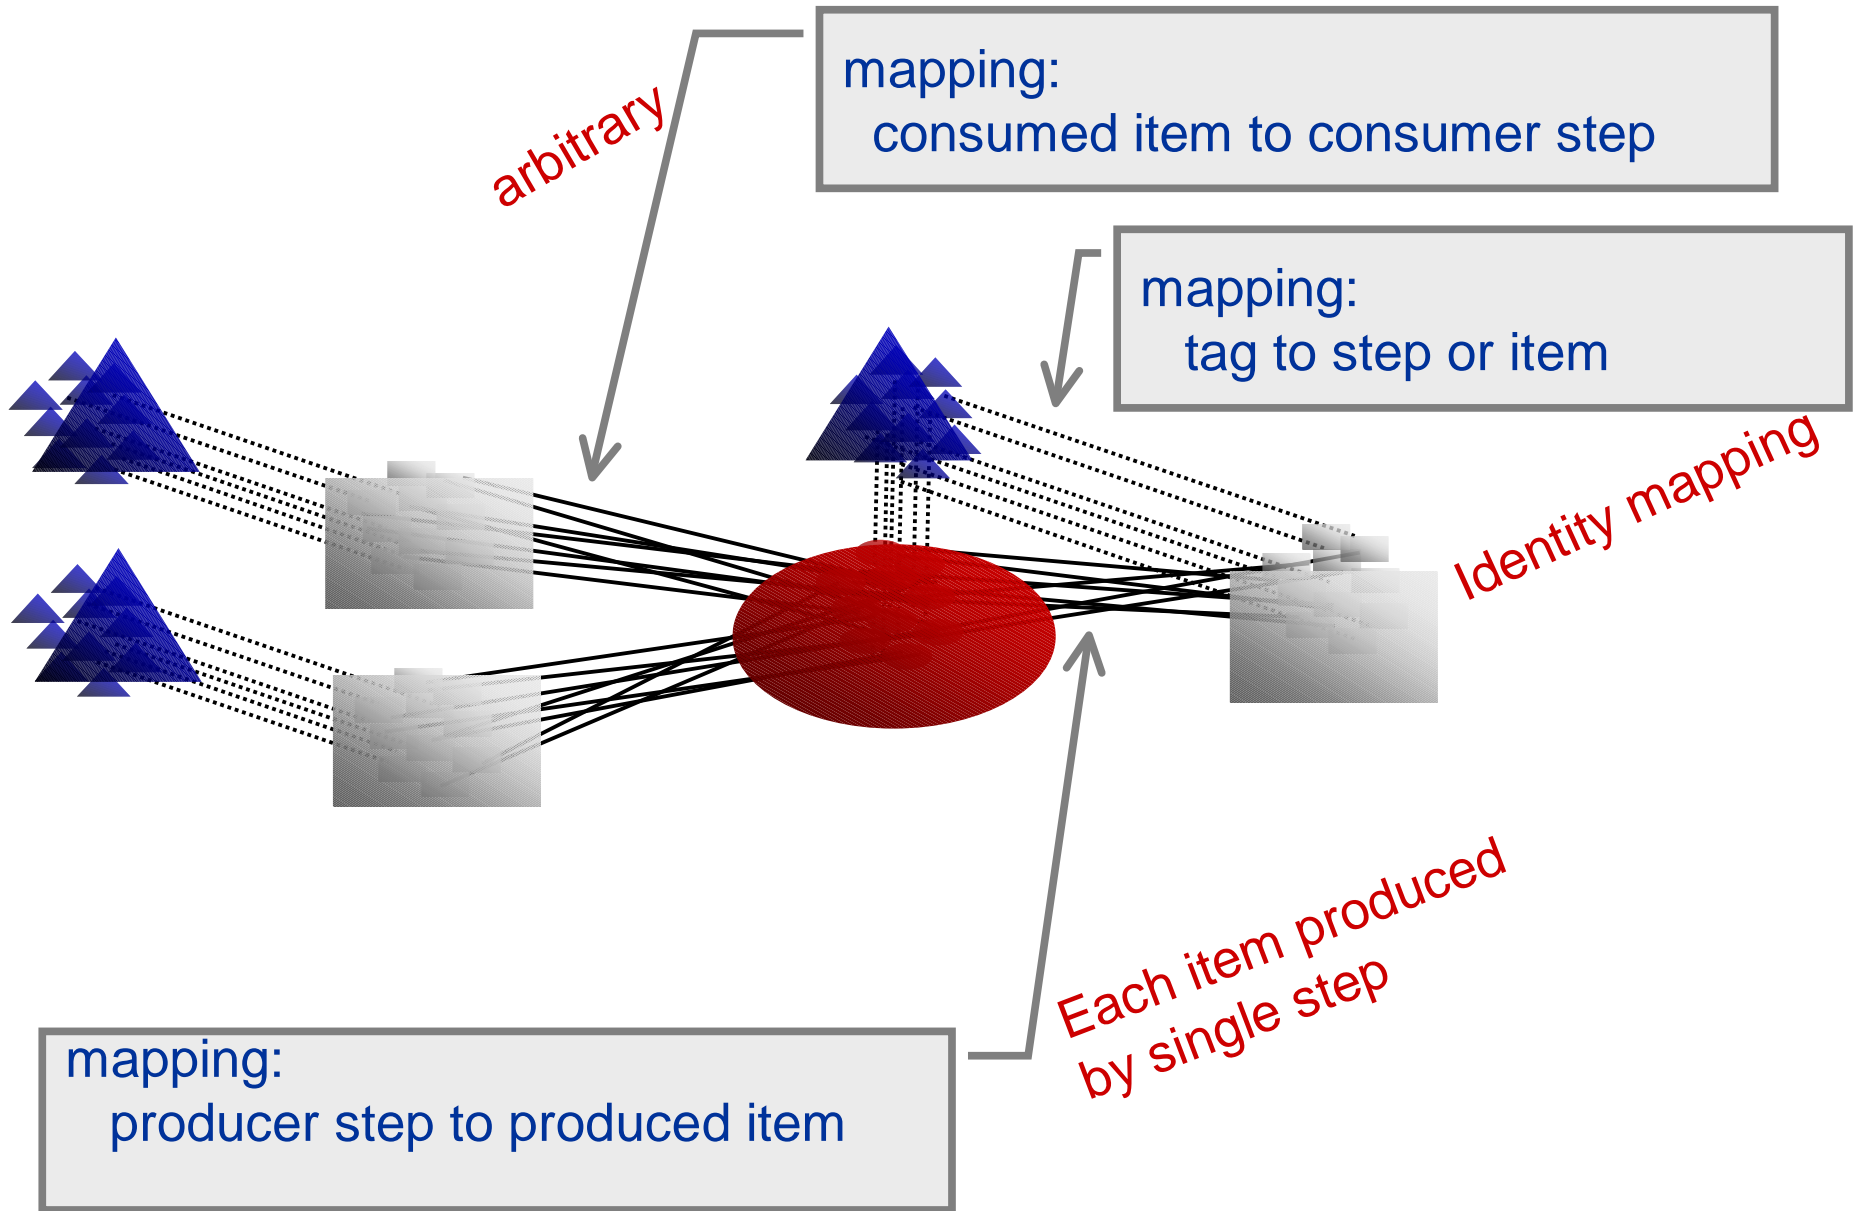 mapping:
consumed item to consumer step
arbitrary
mapping:
tag to step or item
Identity mapping
Each item produced
by single step
mapping:
producer step to produced item